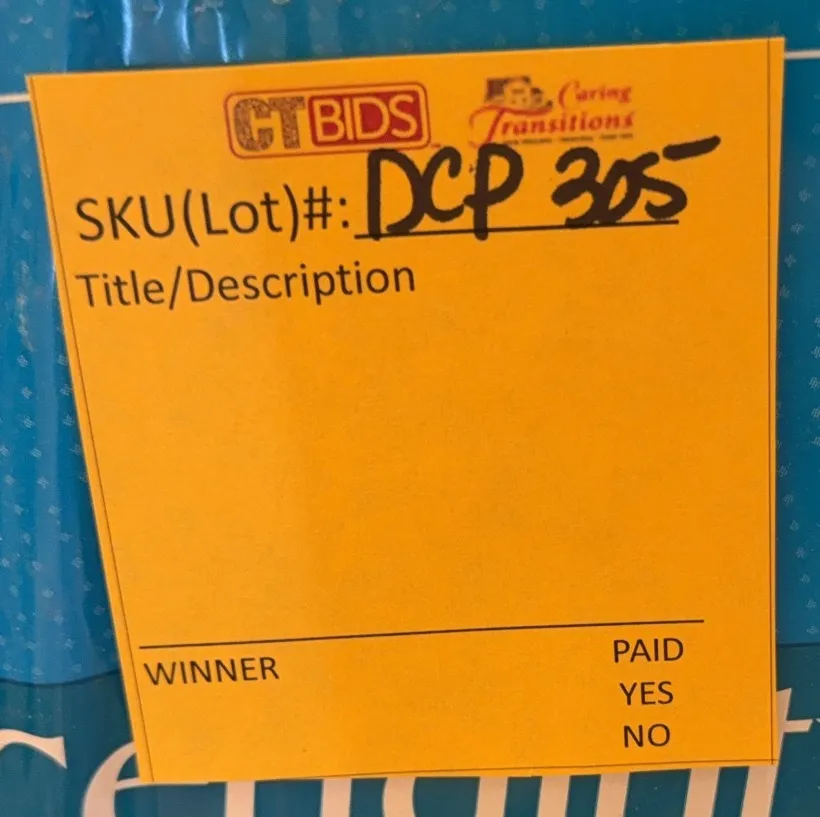 CTBIDS
Caring
Transitions
SKU(Lot)#: DCP 305
Title/Description
WINNER
PAID
YES
NO